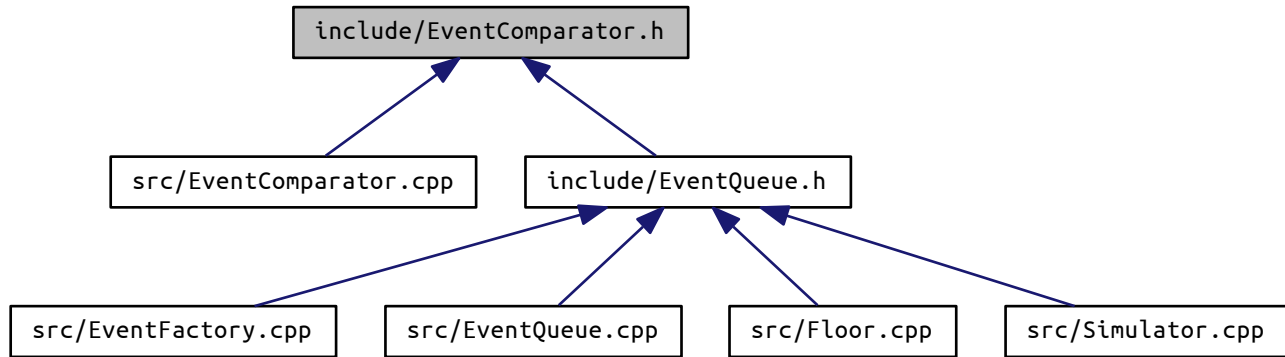 include/EventComparator.h
src/EventComparator.cpp
include/EventQueue.h
src/EventFactory.cpp
src/EventQueue.cpp
src/Floor.cpp
src/Simulator.cpp